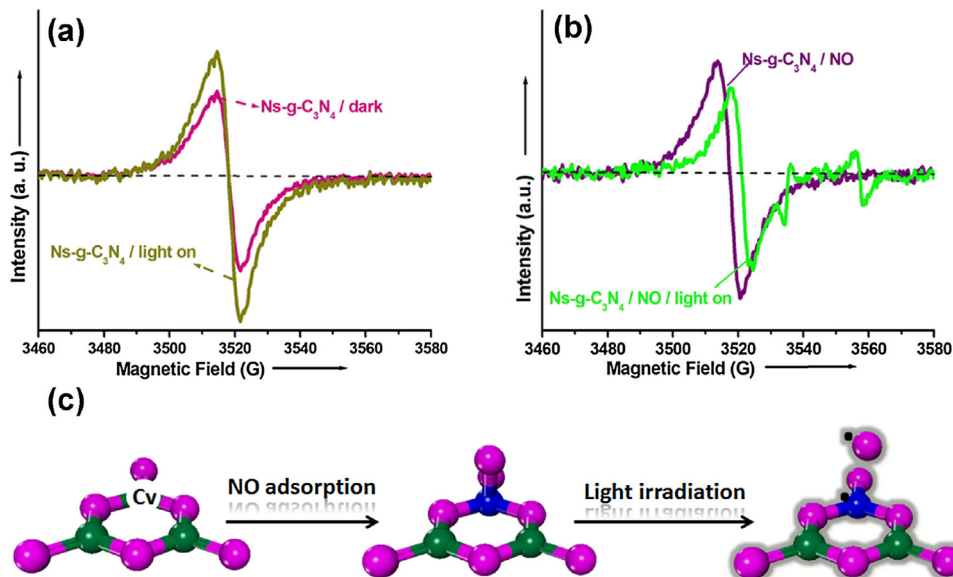 (a)
Intensity (a. u.)
Ns-g-C₃N₄ / dark
Ns-g-C₃N₄ / light on
3460 3480 3500 3520 3540 3560 3580
Magnetic Field (G)
(b)
Intensity (a.u.)
Ns-g-C₃N₄ / NO
Ns-g-C₃N₄ / NO / light on
3460 3480 3500 3520 3540 3560 3580
Magnetic Field (G)
(c)
Cv
NO adsorption
Light irradiation